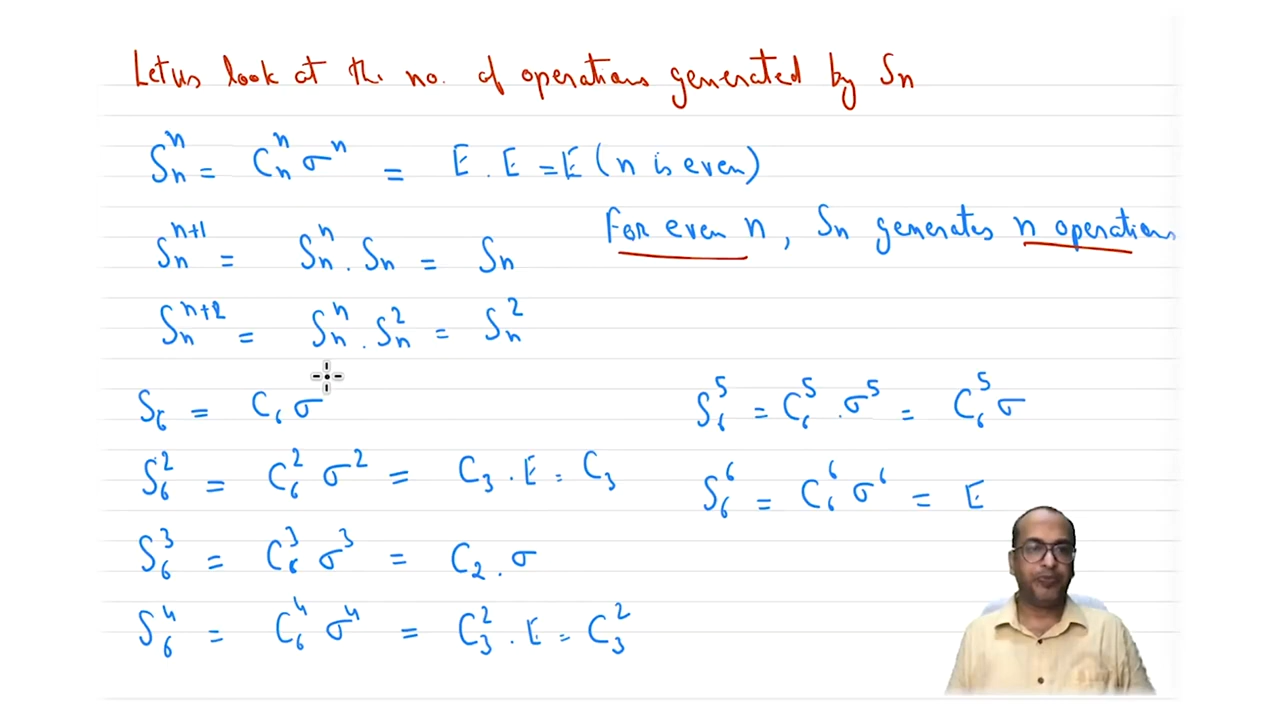 Let us look at the no. of operations generated by Sn
Sₙⁿ = Cₙⁿ σⁿ = E . E = E (n is even)
For even n, Sn generates n operations
Sₙⁿ⁺¹ = Sₙⁿ . Sₙ = Sₙ
Sₙⁿ⁺² = Sₙⁿ . Sₙ² = Sₙ²
S₆ = C₆ σ
S₆² = C₆² σ² = C₃ . E = C₃
S₆³ = C₆³ σ³ = C₂ . σ
S₆⁴ = C₆⁴ σ⁴ = C₃² . E = C₃²
S₆⁵ = C₆⁵ . σ⁵ = C₆⁵ σ
S₆⁶ = C₆⁶ σ⁶ = E